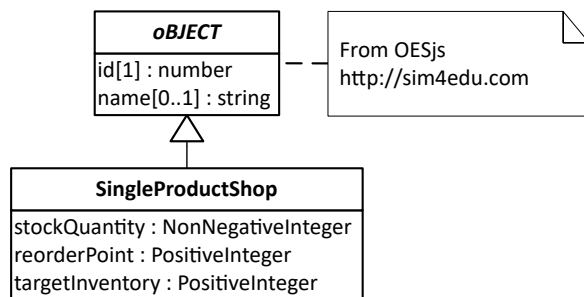 oBJECT
id[1] : number
name[0..1] : string
From OESjs
http://sim4edu.com
SingleProductShop
stockQuantity : NonNegativeInteger
reorderPoint : PositiveInteger
targetInventory : PositiveInteger